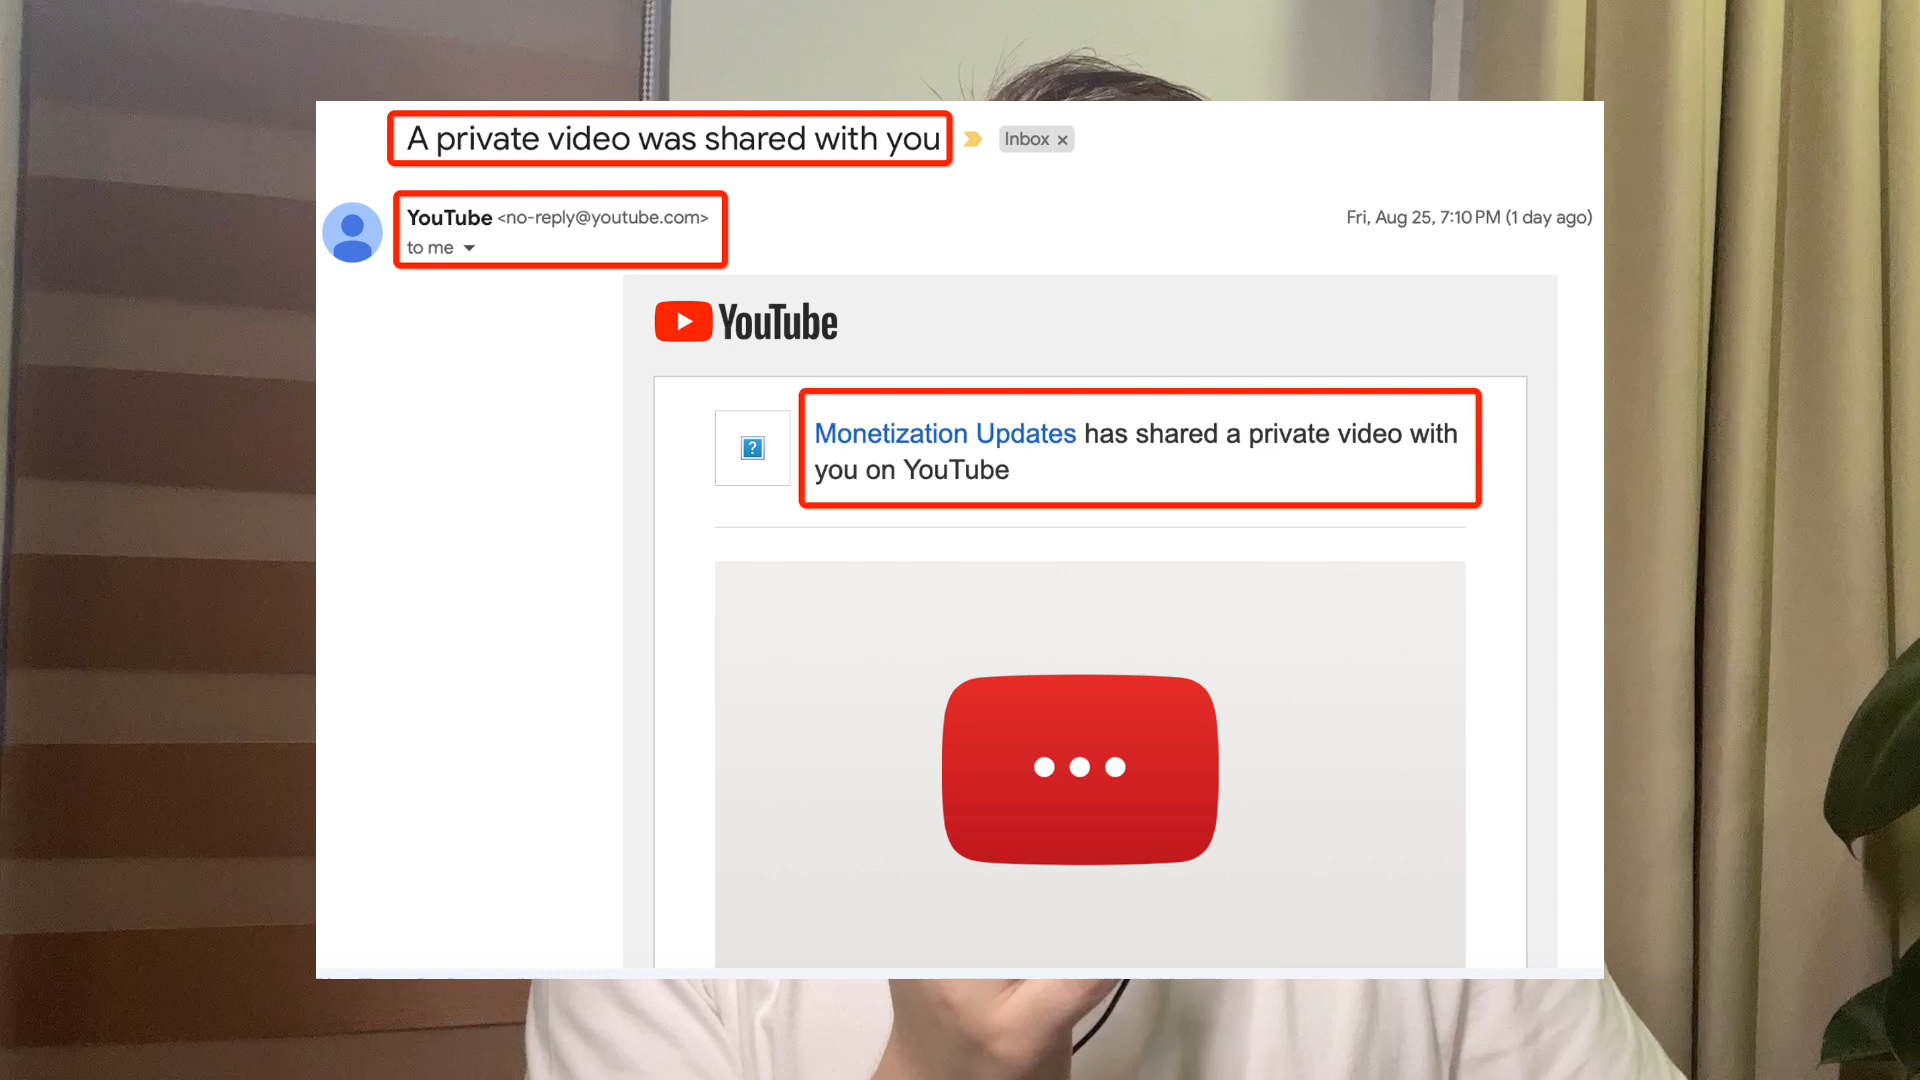 A private video was shared with you
Inbox ×
YouTube <no-reply@youtube.com>
Fri, Aug 25, 7:10 PM (1 day ago)
to me
YouTube
?
Monetization Updates has shared a private video with
you on YouTube